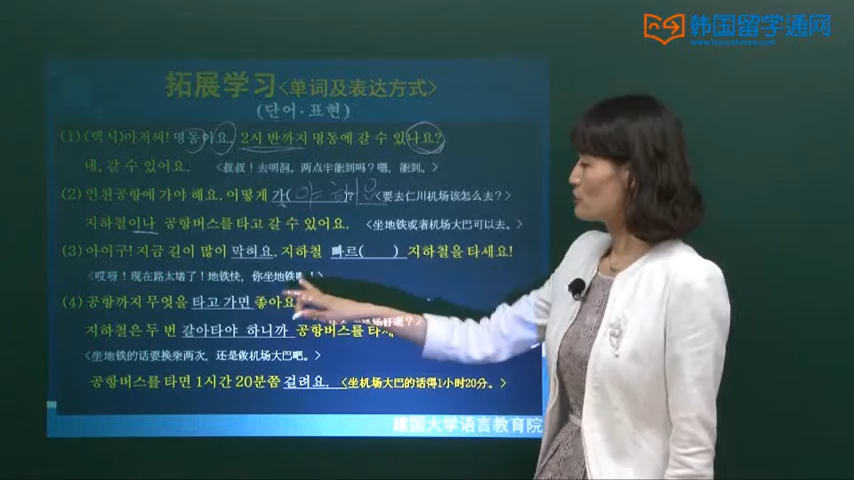 韩国留学通网
拓展学习<单词及表达方式>
(단어·표현)
(1) (택시)아저씨! 명동이요. 2시 반까지 명동에 갈 수 있나요?
네, 갈 수 있어요. <叔叔！去明洞。两点半能到吗？嗯，能到。>
(2) 인천공항에 가야 해요. 어떻게 가( 야 해 요 )? <要去仁川机场该怎么去？>
지하철이나 공항버스를 타고 갈 수 있어요. <坐地铁或者机场大巴可以去。>
(3) 아이구! 지금 길이 많이 막혀요. 지하철 빠르( ) 지하철을 타세요!
<哎呀！现在路太堵了！地铁快，你坐地铁
(4) 공항까지 무엇을 타고 가면 좋아요
지하철은 두 번 갈아타야 하니까 공항버스를 타세
<坐地铁的话要换乘两次，还是做机场大巴吧。>
공항버스를 타면 1시간 20분쯤 걸려요. <坐机场大巴的话得1小时20分。>
建国大学语言教育院